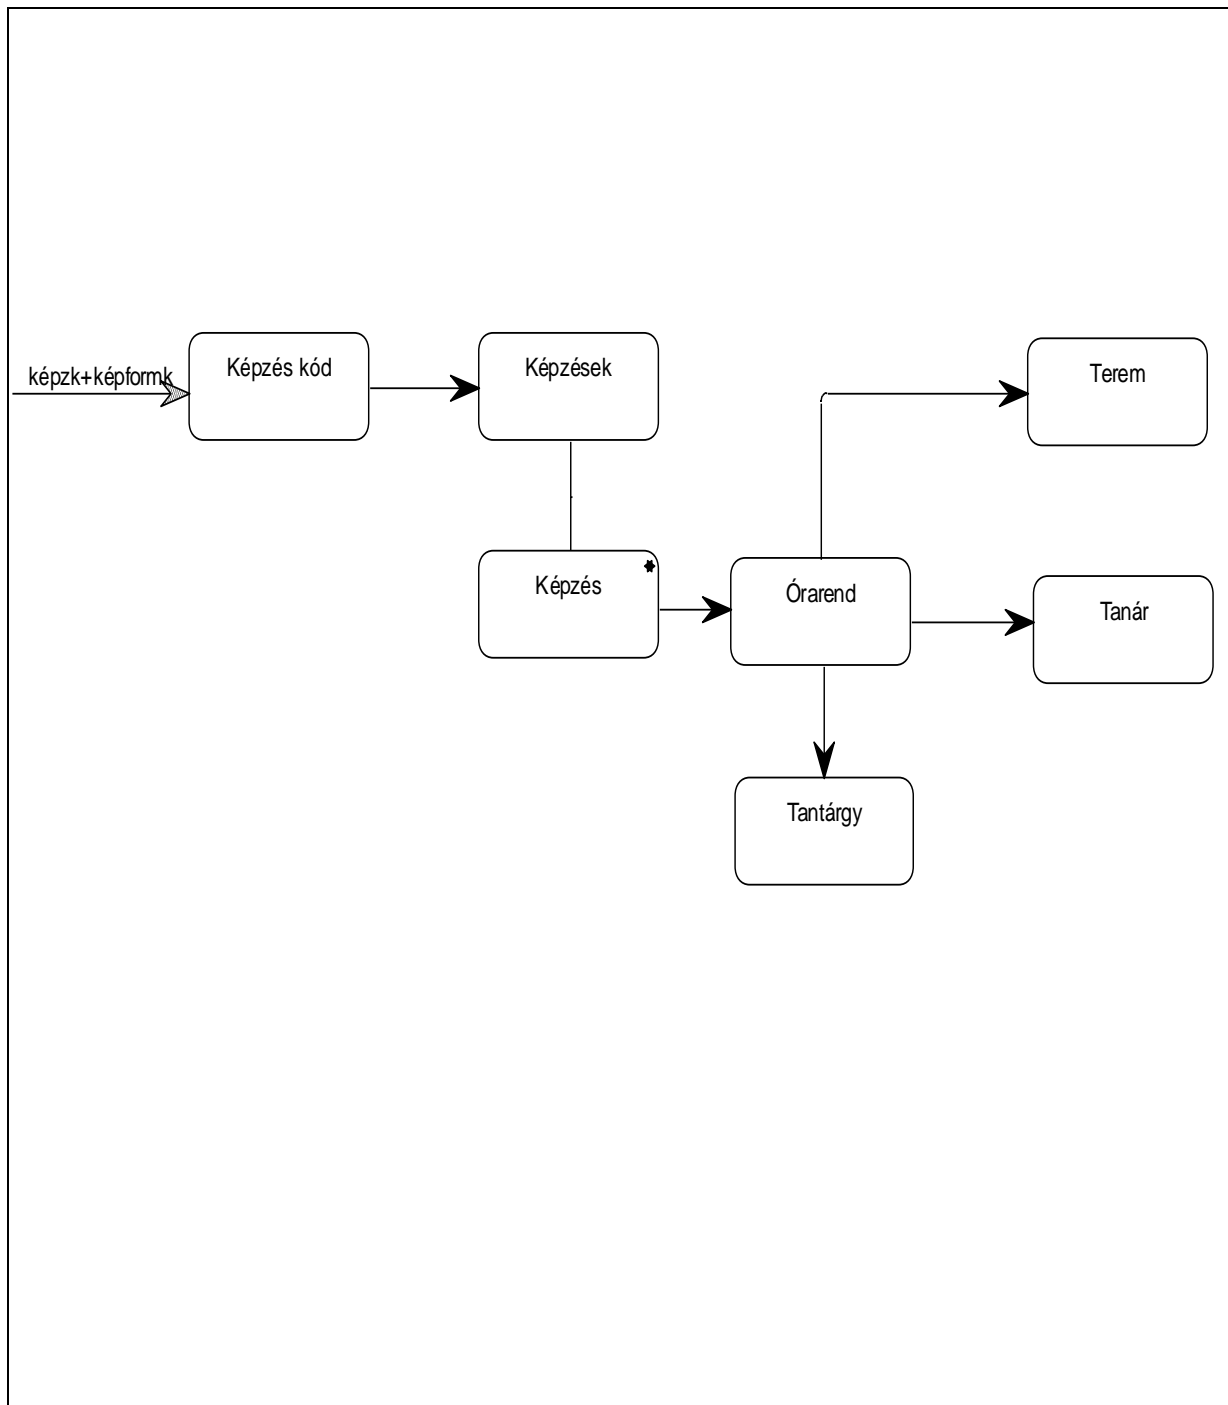 képzk+képformk
Képzés kód
Képzések
Terem
Képzés
*
Órarend
Tanár
Tantárgy